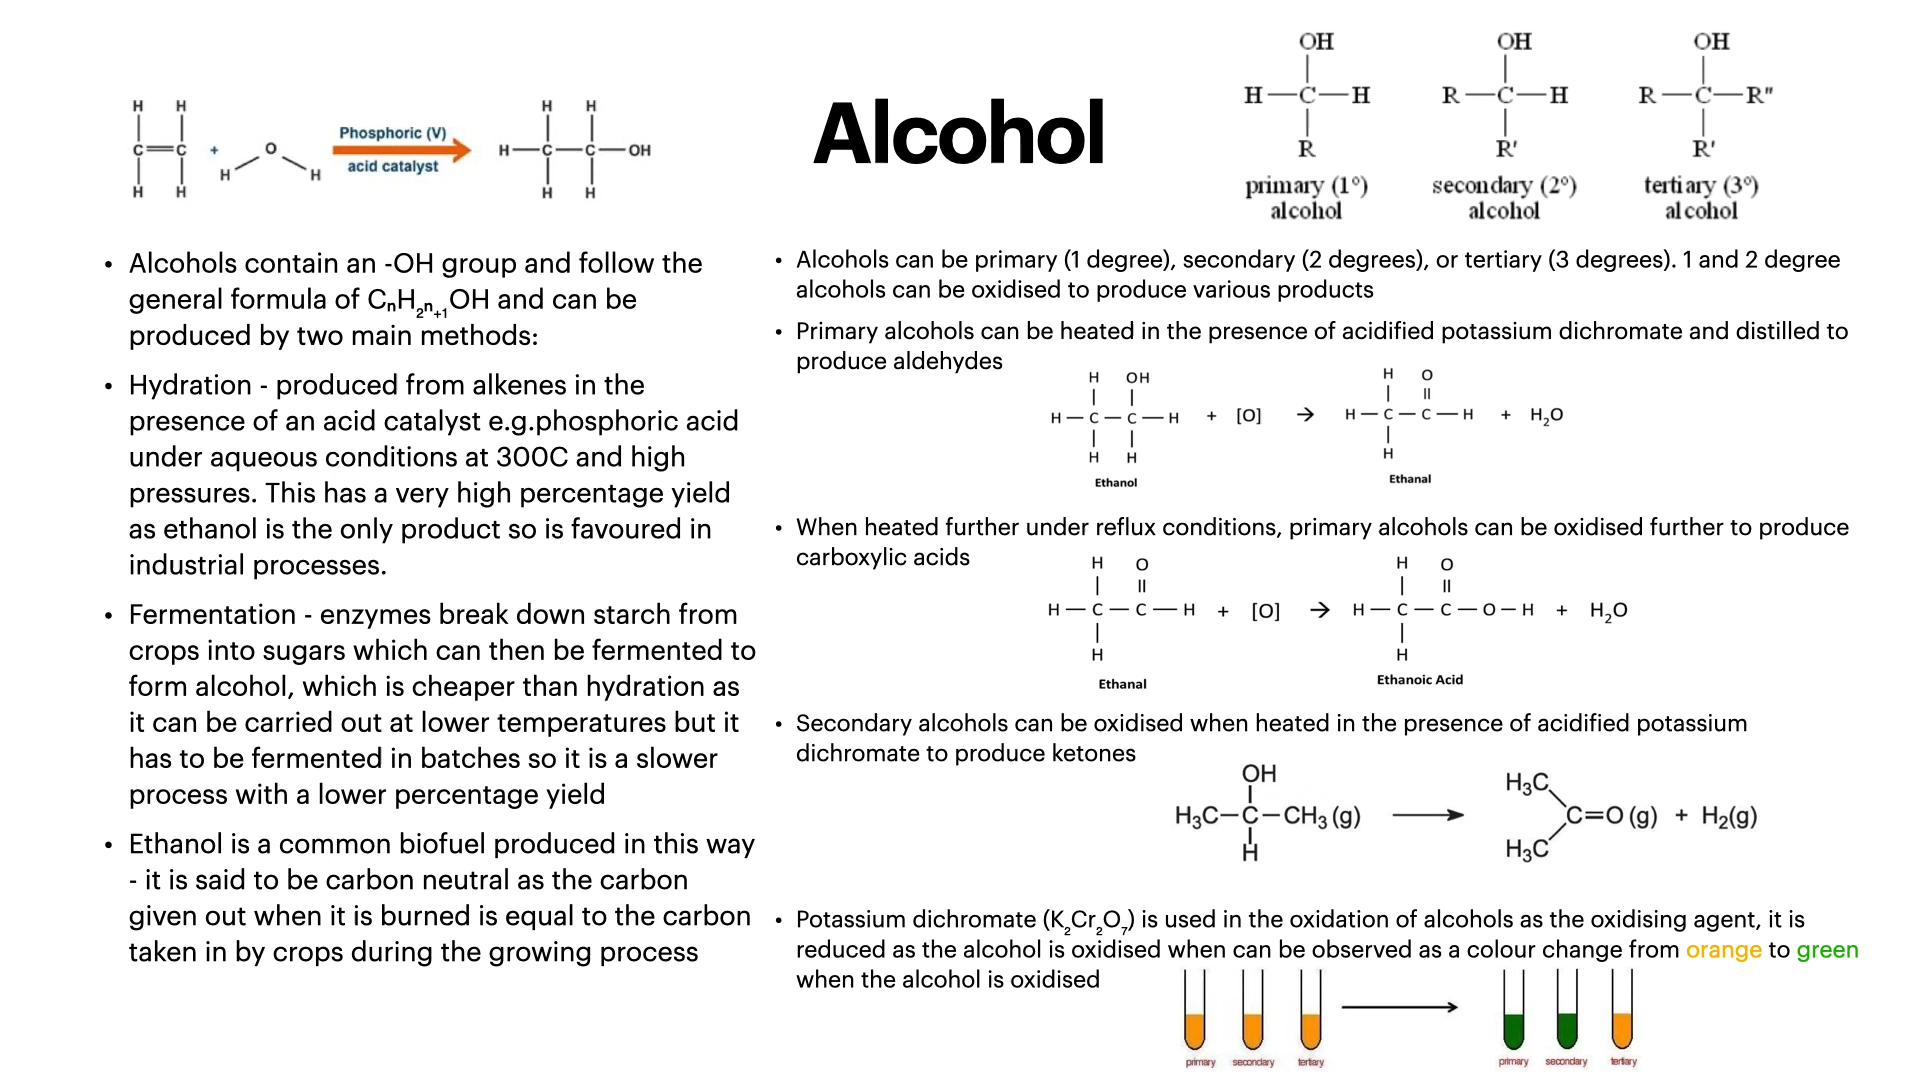 Alcohol
H H
C=C + O
H H
H H
Phosphoric (V)
acid catalyst
H H
H—C—C—OH
H H
OH
H—C—H
R
primary (1°)
alcohol
OH
R—C—H
R'
secondary (2°)
alcohol
OH
R—C—R"
R'
tertiary (3°)
alcohol
• Alcohols contain an -OH group and follow the
general formula of CₙH₂ₙ₊₁OH and can be
produced by two main methods:
• Hydration - produced from alkenes in the
presence of an acid catalyst e.g.phosphoric acid
under aqueous conditions at 300C and high
pressures. This has a very high percentage yield
as ethanol is the only product so is favoured in
industrial processes.
• Fermentation - enzymes break down starch from
crops into sugars which can then be fermented to
form alcohol, which is cheaper than hydration as
it can be carried out at lower temperatures but it
has to be fermented in batches so it is a slower
process with a lower percentage yield
• Ethanol is a common biofuel produced in this way
- it is said to be carbon neutral as the carbon
given out when it is burned is equal to the carbon
taken in by crops during the growing process
• Alcohols can be primary (1 degree), secondary (2 degrees), or tertiary (3 degrees). 1 and 2 degree
alcohols can be oxidised to produce various products
• Primary alcohols can be heated in the presence of acidified potassium dichromate and distilled to
produce aldehydes
H OH
H—C—C—H + [O] → 
H H
Ethanol
H O
H—C—C—H + H₂O
H
Ethanal
• When heated further under reflux conditions, primary alcohols can be oxidised further to produce
carboxylic acids
H O
H—C—C—H + [O] →
H
Ethanal
H O
H—C—C—O—H + H₂O
H
Ethanoic Acid
• Secondary alcohols can be oxidised when heated in the presence of acidified potassium
dichromate to produce ketones
OH
H₃C—C—CH₃(g) →
H
H₃C
C=O(g) + H₂(g)
H₃C
• Potassium dichromate (K₂Cr₂O₇) is used in the oxidation of alcohols as the oxidising agent, it is
reduced as the alcohol is oxidised when can be observed as a colour change from orange to green
when the alcohol is oxidised
primary secondary tertiary
primary secondary tertiary